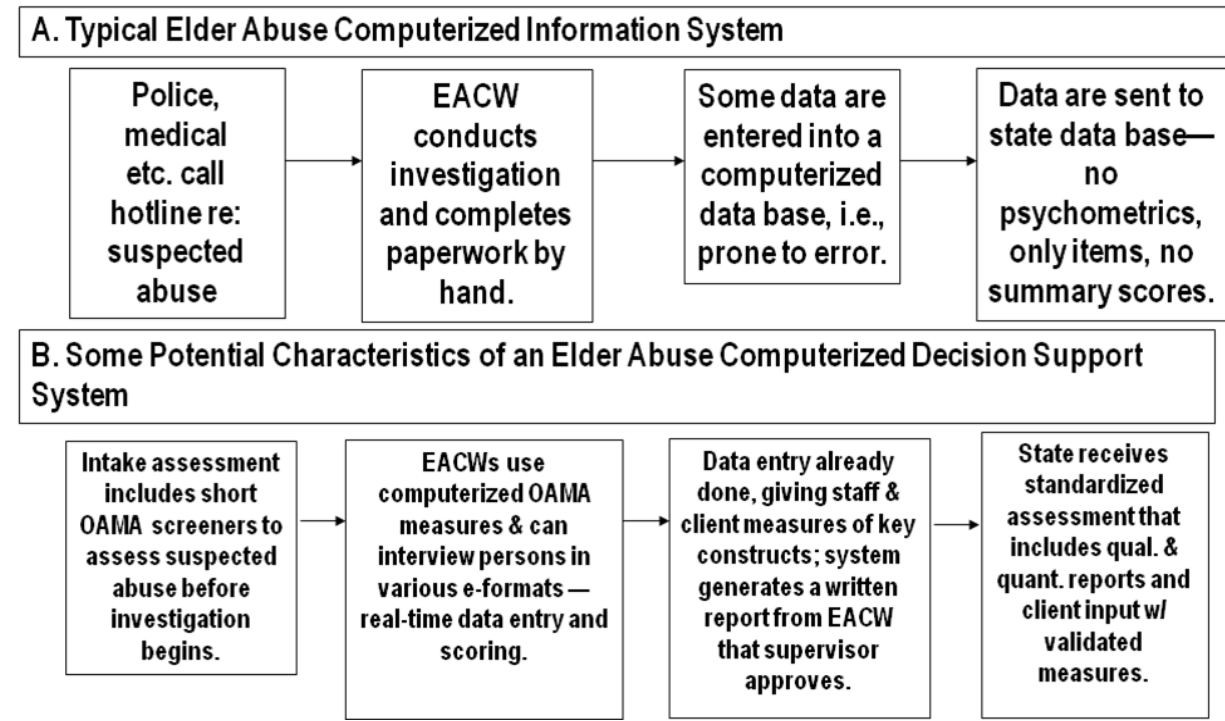 A. Typical Elder Abuse Computerized Information System
Police,
medical
etc. call
hotline re:
suspected
abuse
EACW
conducts
investigation
and completes
paperwork by
hand.
Some data are
entered into a
computerized
data base, i.e.,
prone to error.
Data are sent to
state data base—
no
psychometrics,
only items, no
summary scores.
B. Some Potential Characteristics of an Elder Abuse Computerized Decision Support
System
Intake assessment
includes short
OAMA screeners to
assess suspected
abuse before
investigation
begins.
EACWs use
computerized OAMA
measures & can
interview persons in
various e-formats —
real-time data entry and
scoring.
Data entry already
done, giving staff &
client measures of key
constructs; system
generates a written
report from EACW
that supervisor
approves.
State receives
standardized
assessment that
includes qual. &
quant. reports and
client input w/
validated
measures.